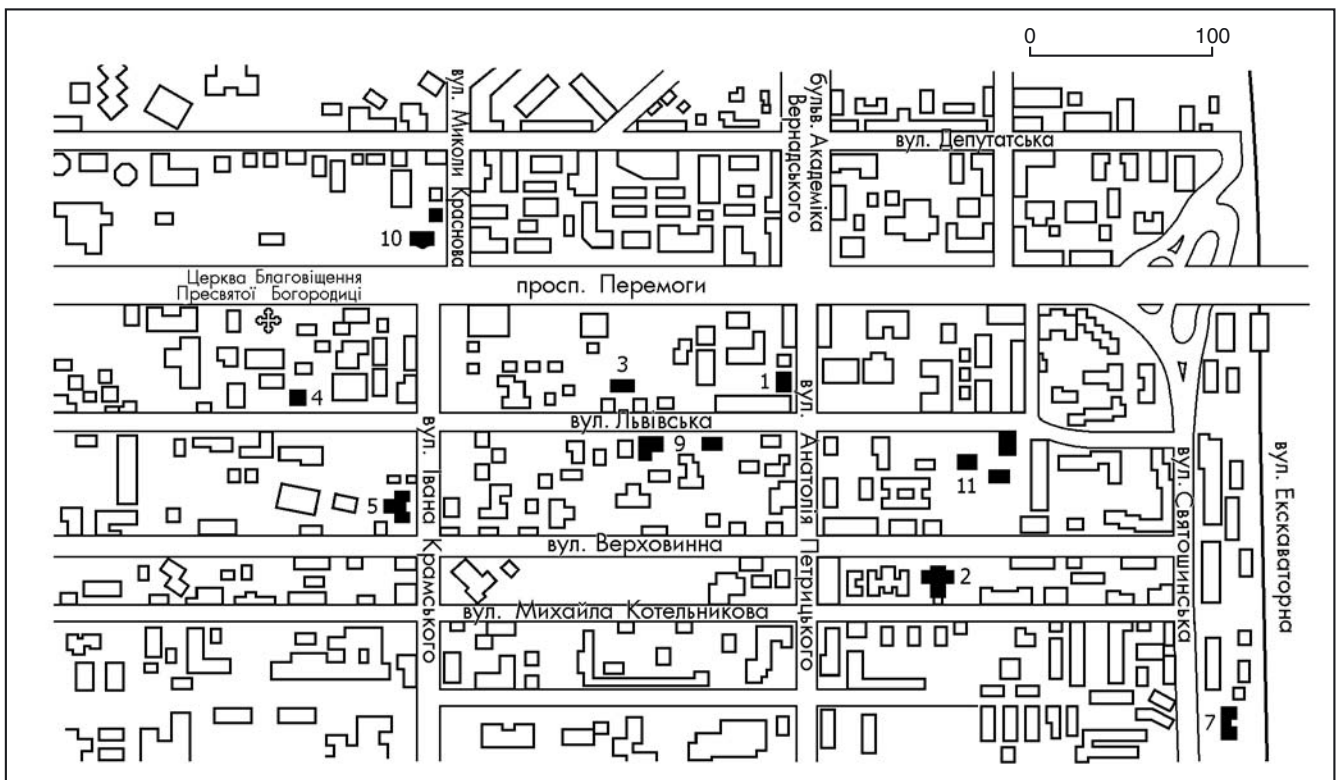 0 100
вул. Миколи Краснова
бульв. Академіка
Вернадського
вул. Депутатська
10
Церква Благовіщення
Пресвятої Богородиці
просп. Перемоги
3
1
4
вул. Львівська
9
вул. Анатолія Петрицького
11
5
вул. Івана Крамського
вул. Верховинна
2
вул. Михайла Котельникова
вул. Святошинська
вул. Екскаваторна
7